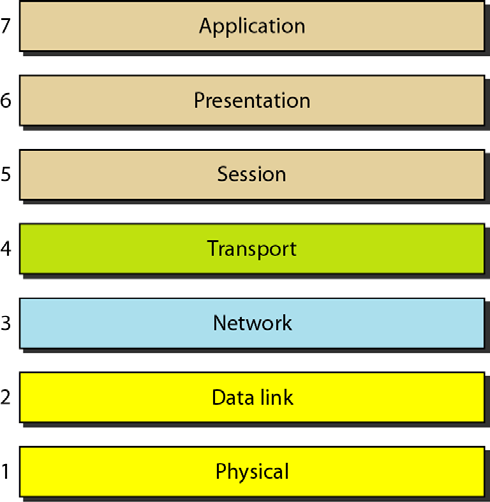 7 Application
6 Presentation
5 Session
4 Transport
3 Network
2 Data link
1 Physical